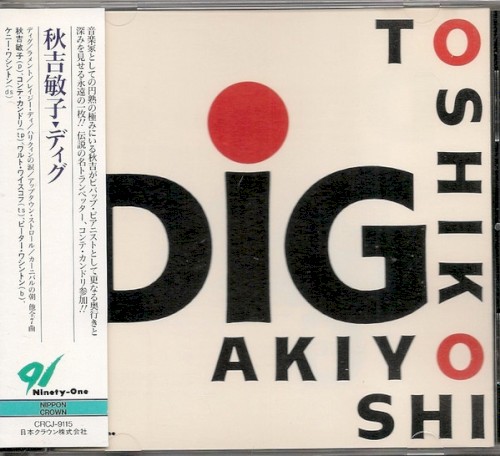 秋吉敏子・ディグ
音楽家としての円熟の極みにいる秋吉がビバップ・ピアニストとして更なる奥行きと
深みを見せる永遠の一枚!! 伝説の名トランペッター、コンテ・カンドリ参加!!
ディグ/ラメント/レイジー・デイ/ハリクィンの涙/アップタウン・ストロール/カーニバルの朝 他全7曲
秋吉敏子(p)、コンテ・カンドリ(tp)、ウォルト・ワイスコフ(ts)、ピーター・ワシントン(b)、
ケニー・ワシントン(ds)、
91
Ninety-One
NIPPON
CROWN
CRCJ-9115
日本クラウン株式会社
TOSHIKO
DiG
AKIYO
SHI